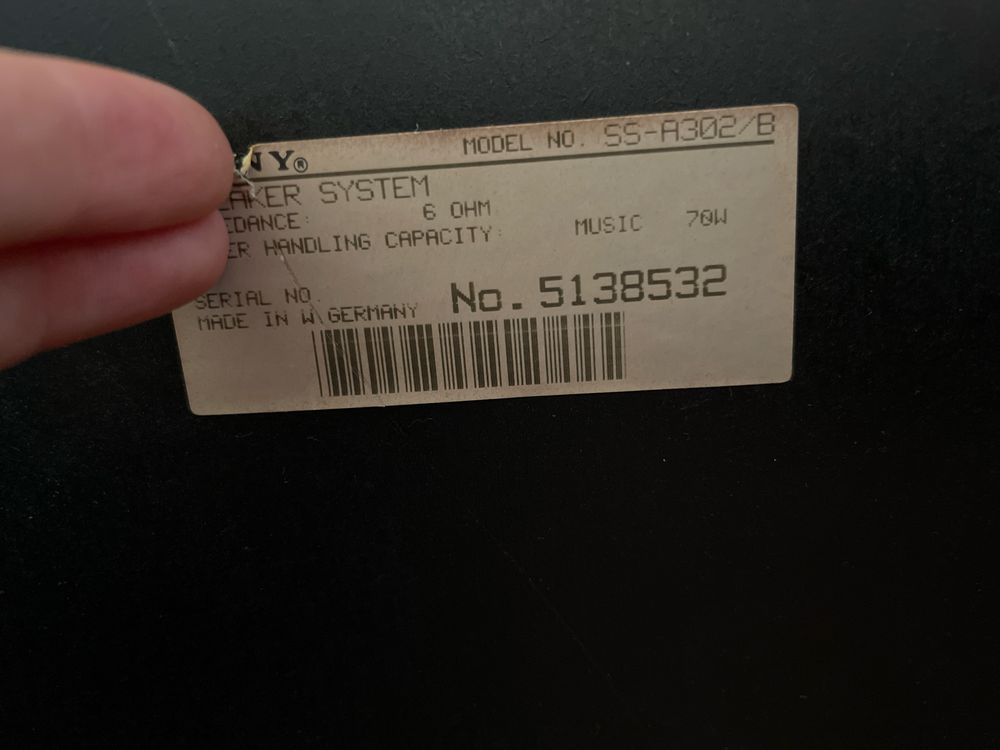 NY®
MODEL NO. SS-A302/B
EAKER SYSTEM
EDANCE: 6 OHM
ER HANDLING CAPACITY: MUSIC 70W
SERIAL NO. No. 5138532
MADE IN W\GERMANY